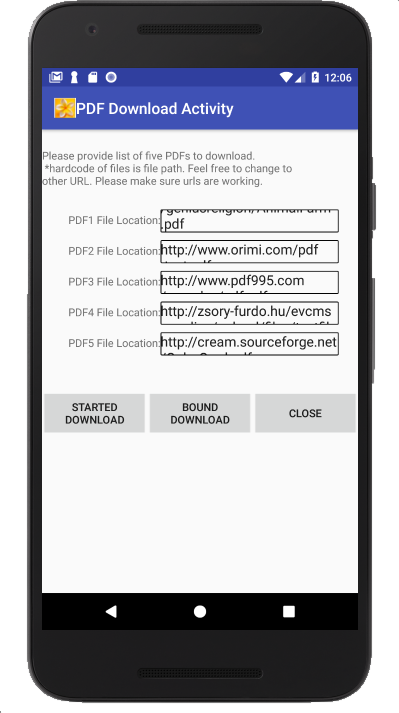 12:06
PDF Download Activity
Please provide list of five PDFs to download.
*hardcode of files is file path. Feel free to change to
other URL. Please make sure urls are working.
PDF1 File Location:
.pdf
PDF2 File Location:
http://www.orimi.com/pdf
PDF3 File Location:
http://www.pdf995.com
PDF4 File Location:
http://zsory-furdo.hu/evcms
PDF5 File Location:
http://cream.sourceforge.net
STARTED
DOWNLOAD
BOUND
DOWNLOAD
CLOSE